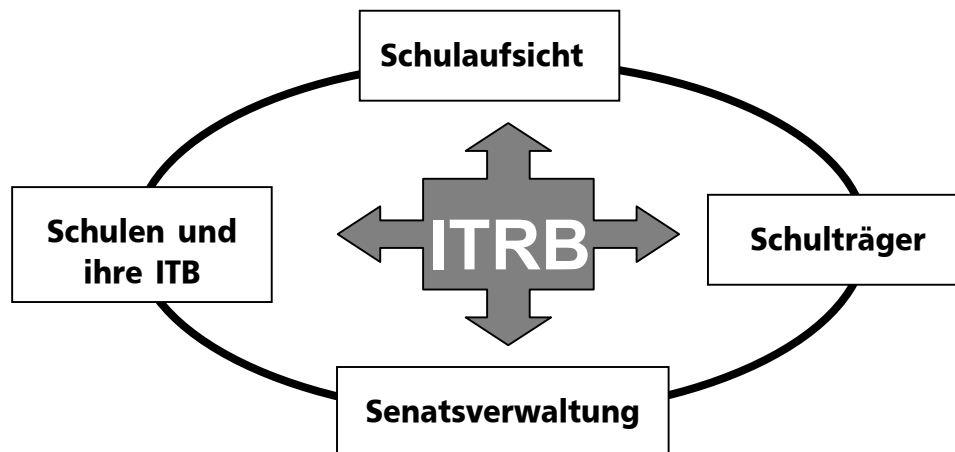 Schulaufsicht
Schulen und
ihre ITB
ITRB
Schulträger
Senatsverwaltung